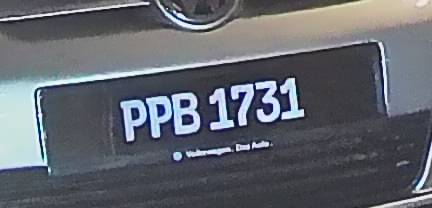 PPB 1731
Volkswagen. Das Auto.